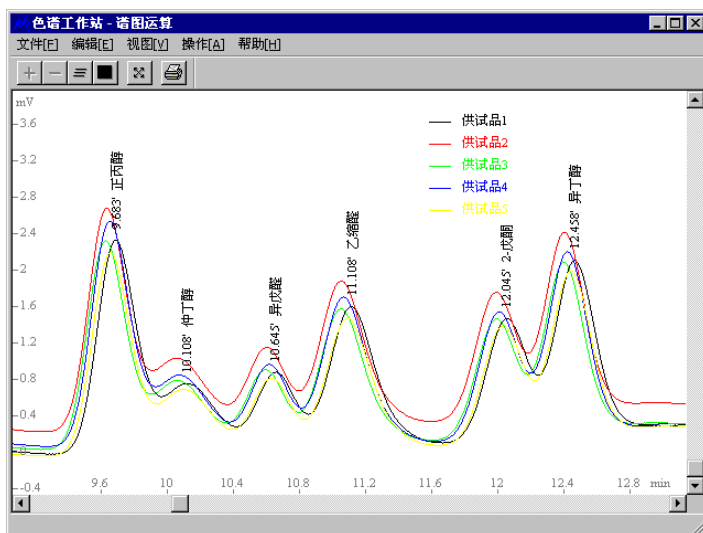 色谱工作站 - 谱图运算
文件[F] 编辑[E] 视图[V] 操作[A] 帮助[H]
mV
3.6
3.2
2.8
2.4
2
1.6
1.2
0.8
0.4
0
-0.4
供试品1
供试品2
供试品3
供试品4
供试品5
9.683' 正丙醇
10.108' 仲丁醇
10.645' 异戊醛
11.108' 乙缩醛
12.045' 2-戊酮
12.458' 异丁醇
9.6 10 10.4 10.8 11.2 11.6 12 12.4 12.8 min